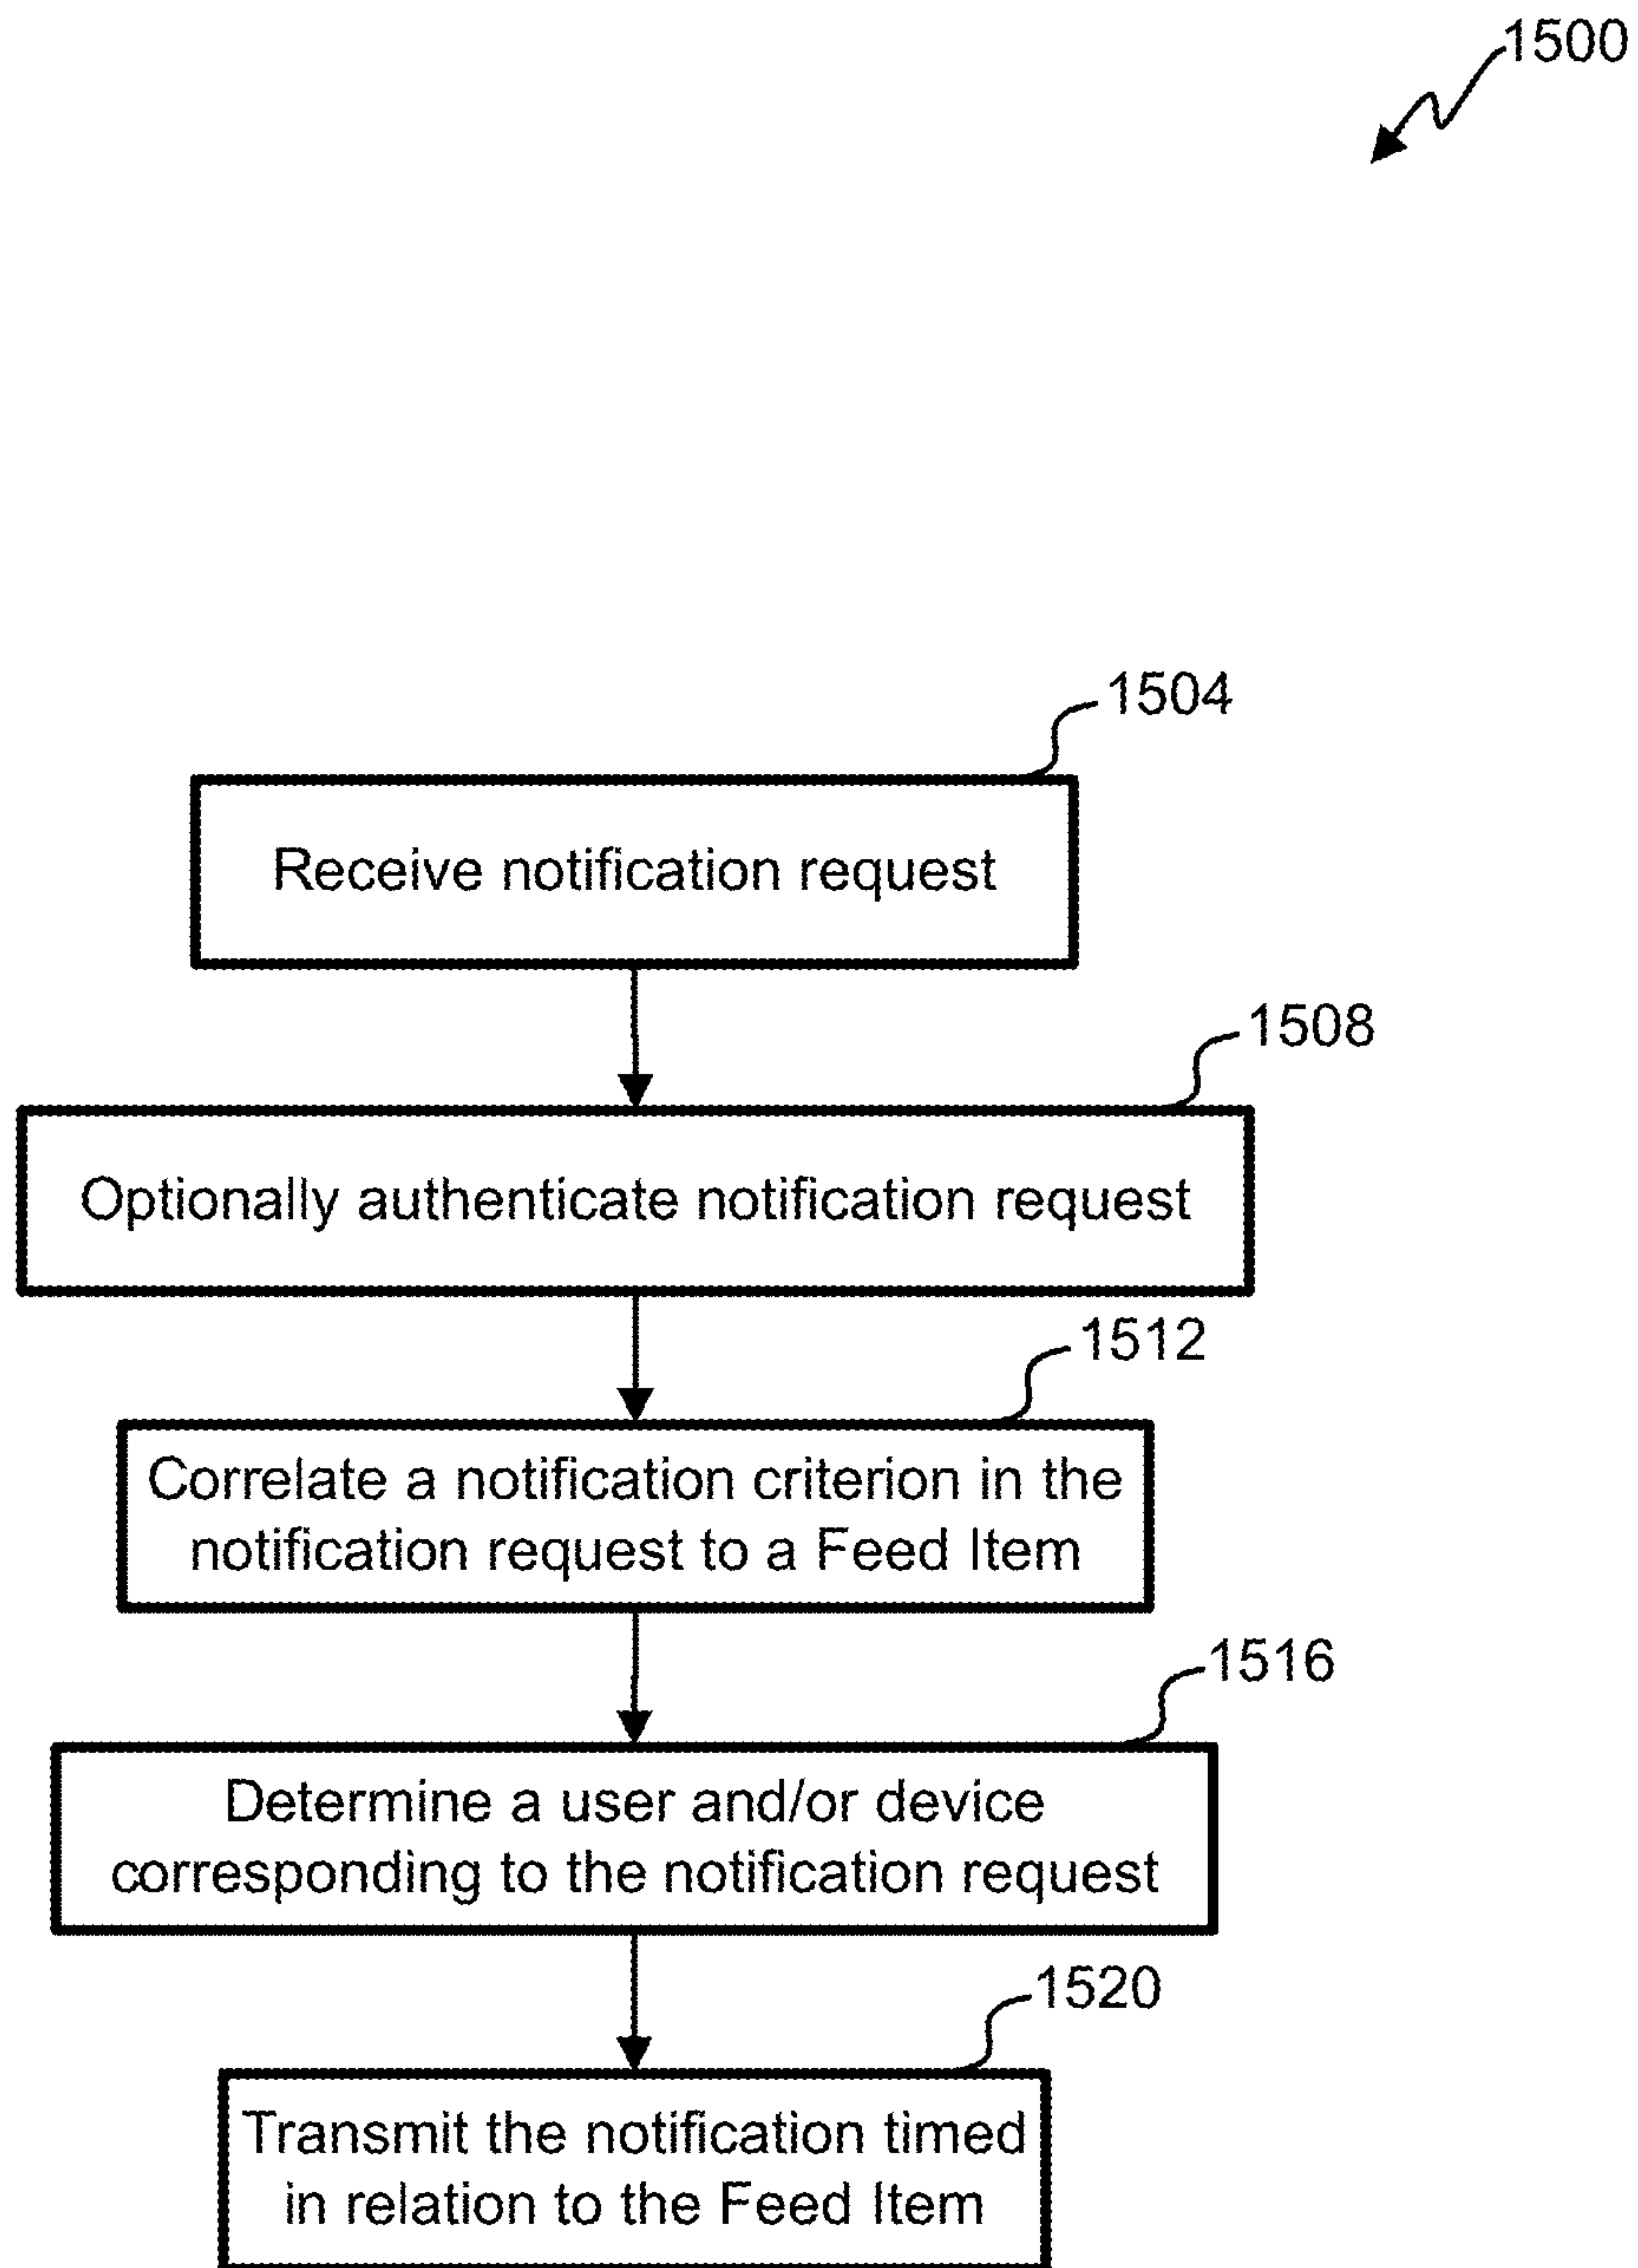 1500
1504
Receive notification request
1508
Optionally authenticate notification request
1512
Correlate a notification criterion in the
notification request to a Feed Item
1516
Determine a user and/or device
corresponding to the notification request
1520
Transmit the notification timed
in relation to the Feed Item